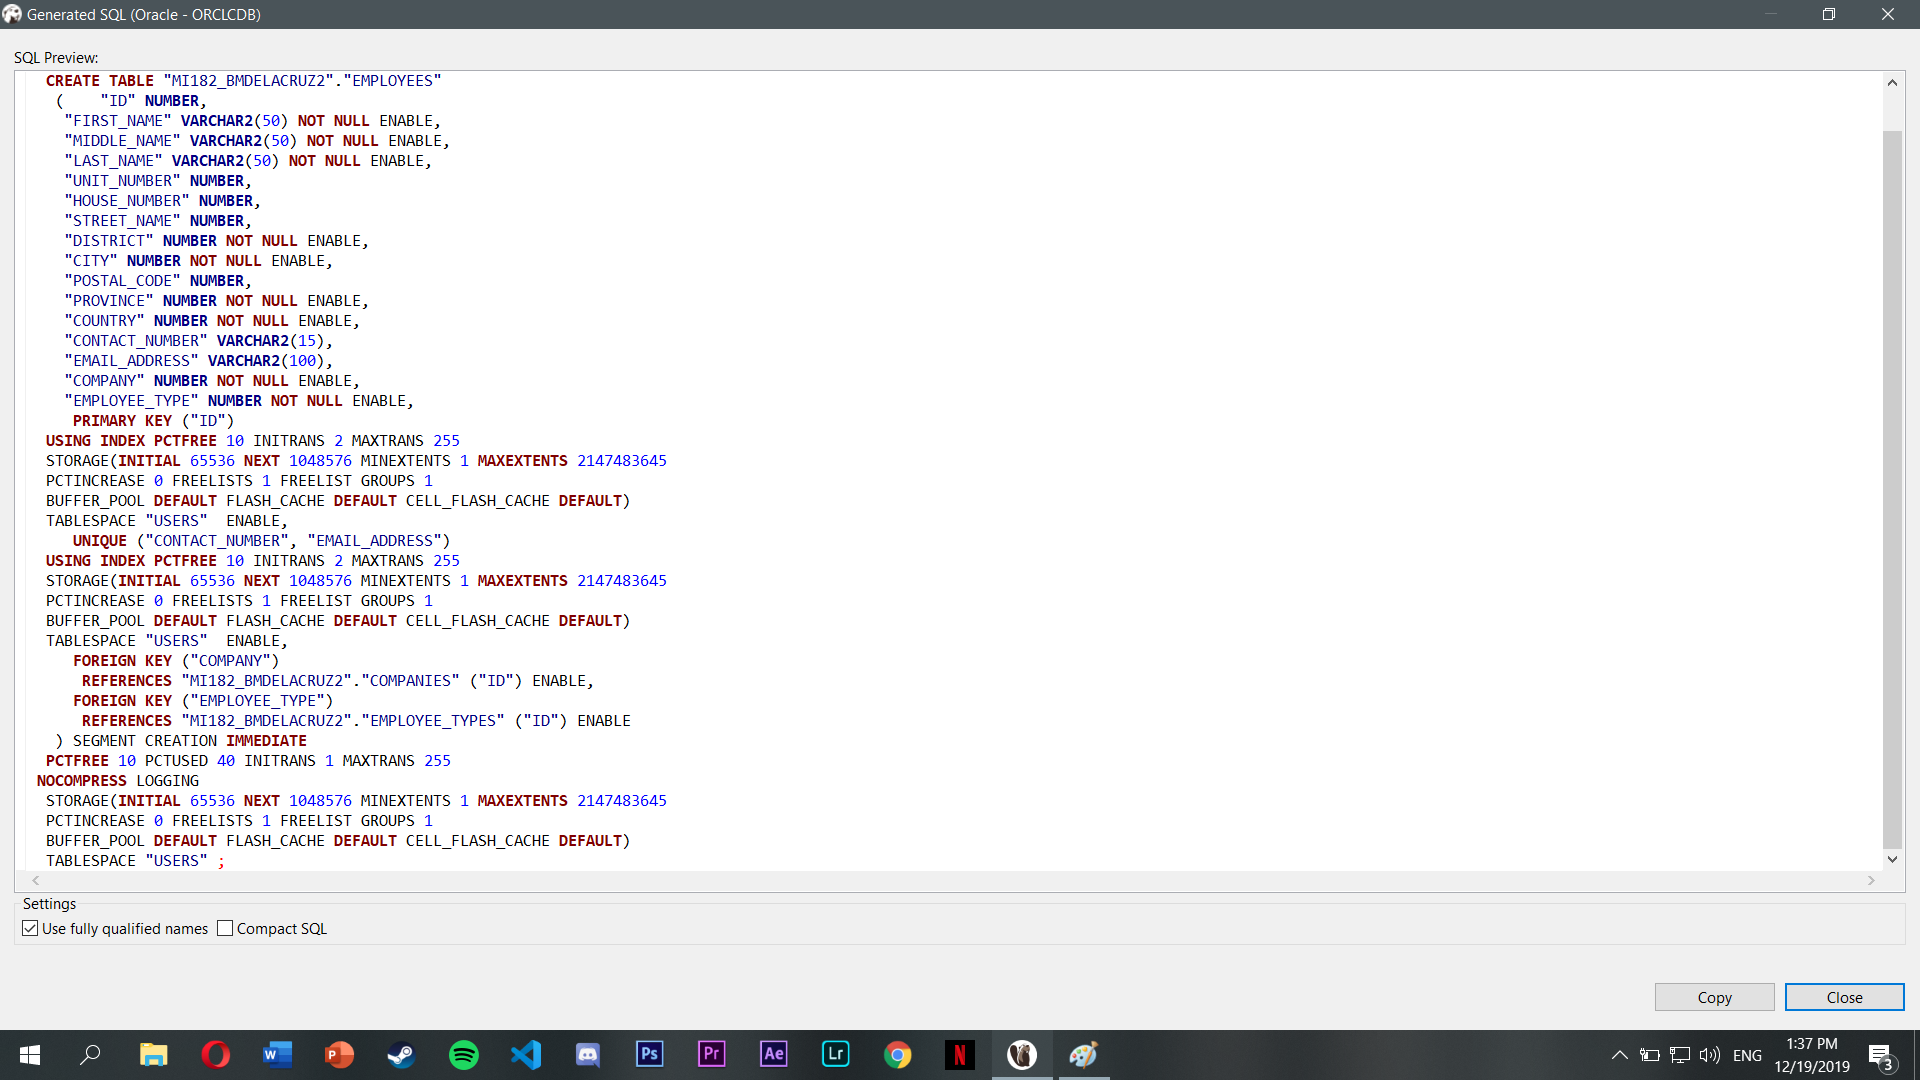 Generated SQL (Oracle - ORCLCDB)
SQL Preview:
CREATE TABLE "MI182_BMDELACRUZ2"."EMPLOYEES"
( "ID" NUMBER,
"FIRST_NAME" VARCHAR2(50) NOT NULL ENABLE,
"MIDDLE_NAME" VARCHAR2(50) NOT NULL ENABLE,
"LAST_NAME" VARCHAR2(50) NOT NULL ENABLE,
"UNIT_NUMBER" NUMBER,
"HOUSE_NUMBER" NUMBER,
"STREET_NAME" NUMBER,
"DISTRICT" NUMBER NOT NULL ENABLE,
"CITY" NUMBER NOT NULL ENABLE,
"POSTAL_CODE" NUMBER,
"PROVINCE" NUMBER NOT NULL ENABLE,
"COUNTRY" NUMBER NOT NULL ENABLE,
"CONTACT_NUMBER" VARCHAR2(15),
"EMAIL_ADDRESS" VARCHAR2(100),
"COMPANY" NUMBER NOT NULL ENABLE,
"EMPLOYEE_TYPE" NUMBER NOT NULL ENABLE,
PRIMARY KEY ("ID")
USING INDEX PCTFREE 10 INITRANS 2 MAXTRANS 255
STORAGE(INITIAL 65536 NEXT 1048576 MINEXTENTS 1 MAXEXTENTS 2147483645
PCTINCREASE 0 FREELISTS 1 FREELIST GROUPS 1
BUFFER_POOL DEFAULT FLASH_CACHE DEFAULT CELL_FLASH_CACHE DEFAULT)
TABLESPACE "USERS" ENABLE,
UNIQUE ("CONTACT_NUMBER", "EMAIL_ADDRESS")
USING INDEX PCTFREE 10 INITRANS 2 MAXTRANS 255
STORAGE(INITIAL 65536 NEXT 1048576 MINEXTENTS 1 MAXEXTENTS 2147483645
PCTINCREASE 0 FREELISTS 1 FREELIST GROUPS 1
BUFFER_POOL DEFAULT FLASH_CACHE DEFAULT CELL_FLASH_CACHE DEFAULT)
TABLESPACE "USERS" ENABLE,
FOREIGN KEY ("COMPANY")
REFERENCES "MI182_BMDELACRUZ2"."COMPANIES" ("ID") ENABLE,
FOREIGN KEY ("EMPLOYEE_TYPE")
REFERENCES "MI182_BMDELACRUZ2"."EMPLOYEE_TYPES" ("ID") ENABLE
) SEGMENT CREATION IMMEDIATE
PCTFREE 10 PCTUSED 40 INITRANS 1 MAXTRANS 255
NOCOMPRESS LOGGING
STORAGE(INITIAL 65536 NEXT 1048576 MINEXTENTS 1 MAXEXTENTS 2147483645
PCTINCREASE 0 FREELISTS 1 FREELIST GROUPS 1
BUFFER_POOL DEFAULT FLASH_CACHE DEFAULT CELL_FLASH_CACHE DEFAULT)
TABLESPACE "USERS" ;
Settings
Use fully qualified names Compact SQL
Copy Close
W P Ps Pr Ae Lr N ENG
1:37 PM
12/19/2019
3